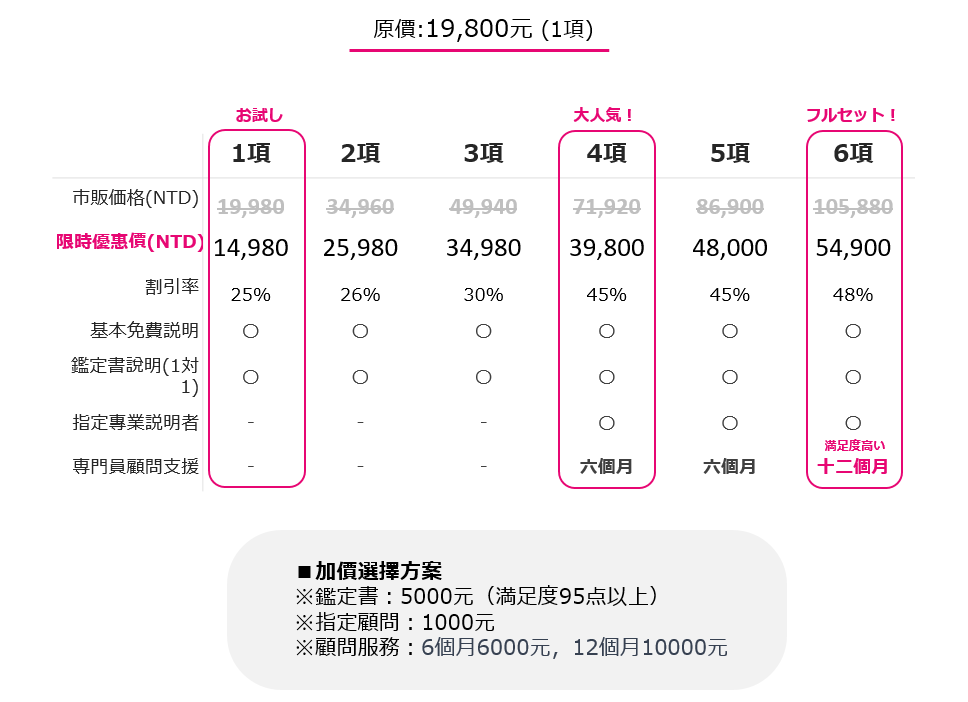 原價:19,800元 (1項)
お試し 大人気！ フルセット！
1項 2項 3項 4項 5項 6項
市販価格(NTD) 19,980 34,960 49,940 71,920 86,900 105,880
限時優惠價(NTD) 14,980 25,980 34,980 39,800 48,000 54,900
割引率 25% 26% 30% 45% 45% 48%
基本免費説明 〇 〇 〇 〇 〇 〇
鑑定書說明(1対
1) 〇 〇 〇 〇 〇 〇
指定專業説明者 - - - 〇 〇 〇
満足度高い
専門員顧問支援 - - - 六個月 六個月 十二個月
■加價選擇方案
※鑑定書：5000元（満足度95点以上）
※指定顧問：1000元
※顧問服務：6個月6000元，12個月10000元